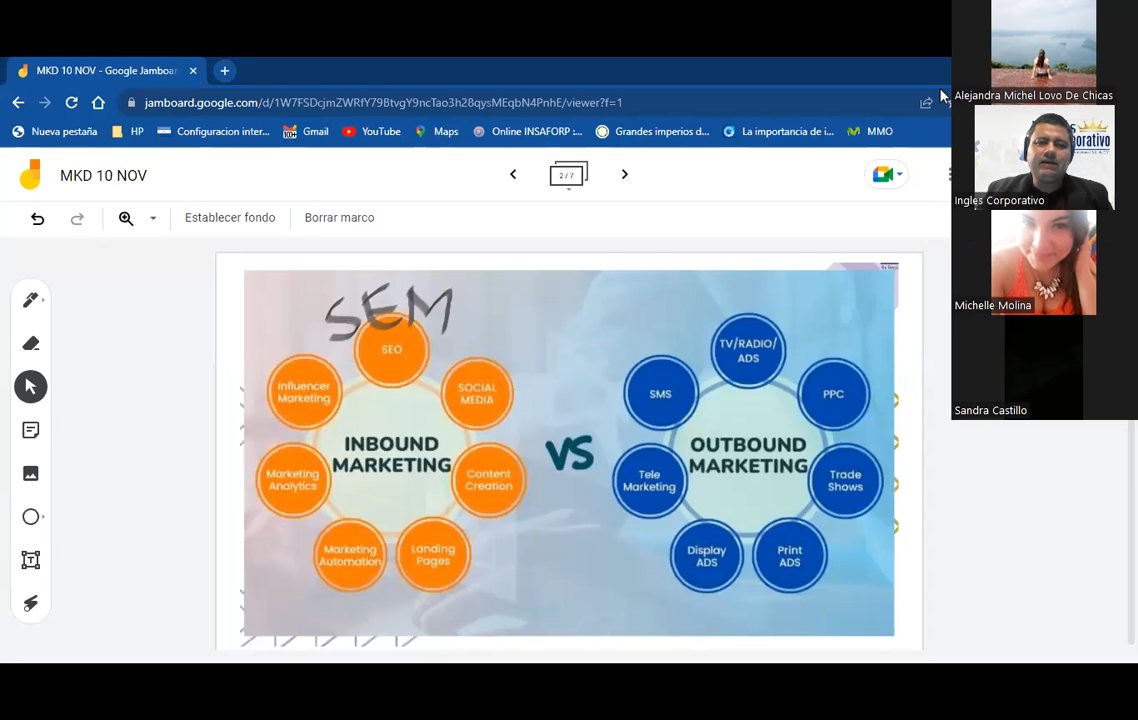 MKD 10 NOV - Google Jamboa
jamboard.google.com/d/1W7FSDcjmZWRfY79BtvgY9ncTao3h28qysMEqbN4PnhE/viewer?f=1
Nueva pestaña
HP
Configuracion inter...
Gmail
YouTube
Maps
Online INSAFORP :...
Grandes imperios d...
La importancia de i...
MMO
MKD 10 NOV
2 / 7
Establecer fondo
Borrar marco
SEM
SEO
Influencer
Marketing
SOCIAL
MEDIA
INBOUND
MARKETING
Marketing
Analytics
Content
Creation
Marketing
Automation
Landing
Pages
VS
TV/RADIO/
ADS
SMS
PPC
OUTBOUND
MARKETING
Tele
Marketing
Trade
Shows
Display
ADS
Print
ADS
Alejandra Michel Lovo De Chicas
Ingles Corporativo
Michelle Molina
Sandra Castillo